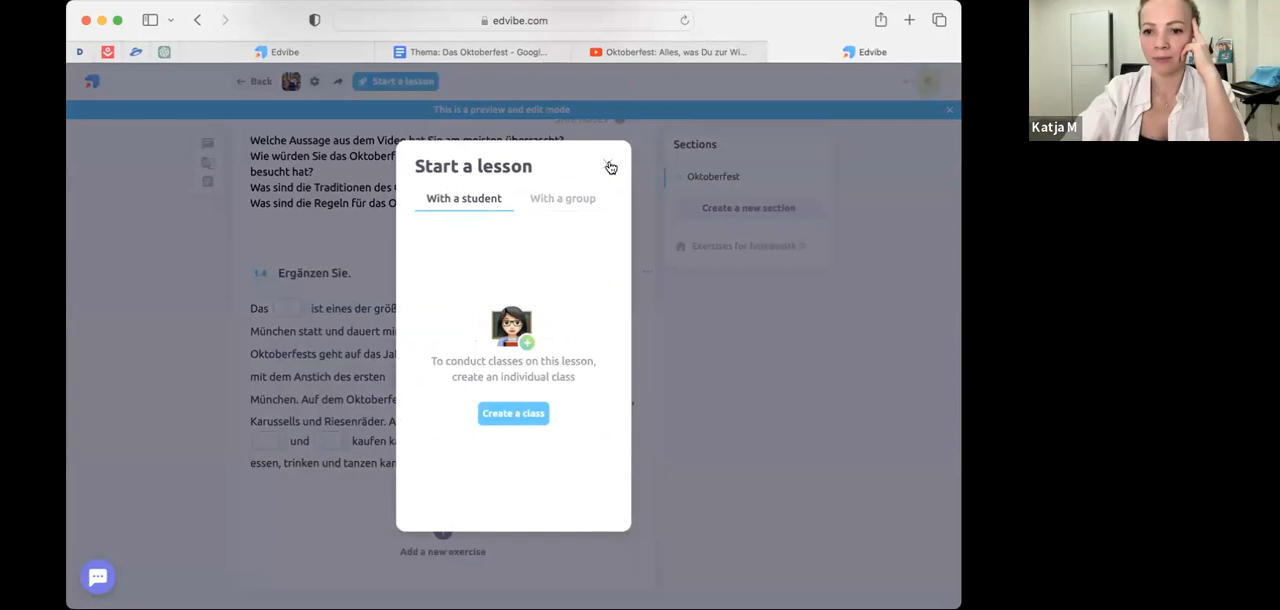 edvibe.com
D
Edvibe
Thema: Das Oktoberfest - Googl...
Oktoberfest: Alles, was Du zur Wi...
Edvibe
Back
Start a lesson
This is a preview and edit mode
Welche Aussage aus dem Video hat Sie am meisten überrascht?
Wie würden Sie das Oktoberf
besucht hat?
Was sind die Traditionen des
Was sind die Regeln für das O
1.4 Ergänzen Sie.
Das ist eines der größ
München statt und dauert mi
Oktoberfests geht auf das Jah
mit dem Anstich des ersten
München. Auf dem Oktoberfe
Karussells und Riesenräder. A
und kaufen k
essen, trinken und tanzen kan
Add a new exercise
Start a lesson
With a student
With a group
To conduct classes on this lesson,
create an individual class
Create a class
Sections
Oktoberfest
Create a new section
Exercises for homework
Katja M